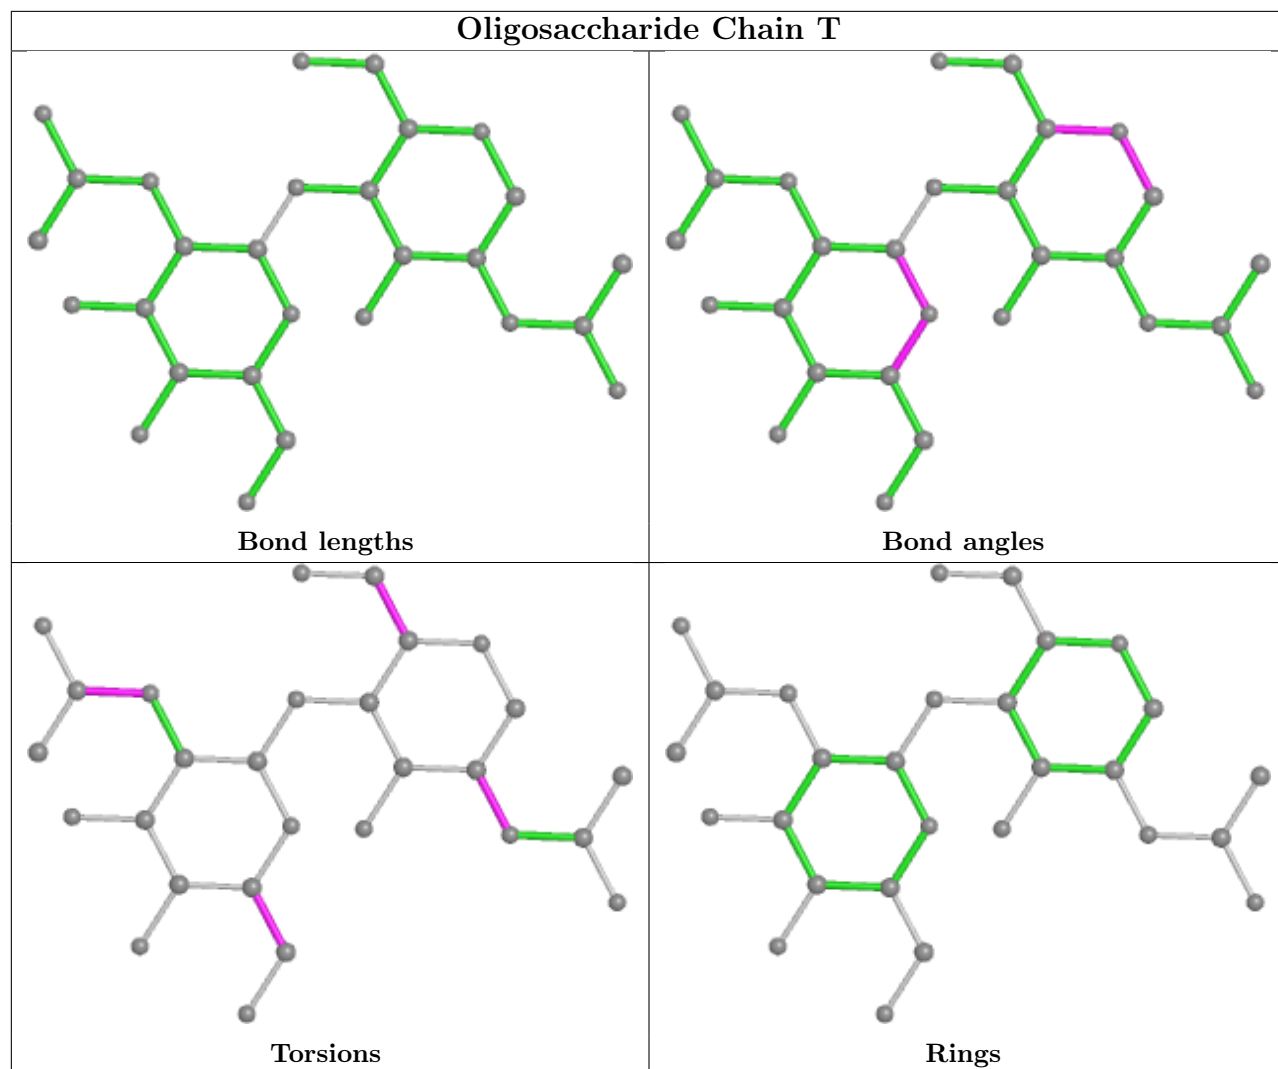 Oligosaccharide Chain T
Bond lengths
Bond angles
Torsions
Rings